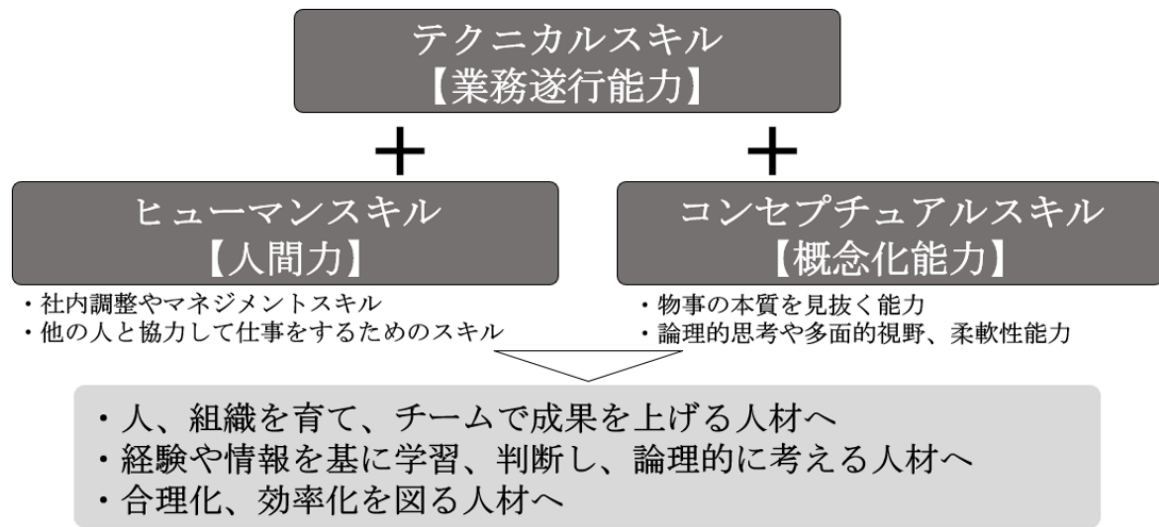 テクニカルスキル
【業務遂行能力】
＋ ＋
ヒューマンスキル
【人間力】
・社内調整やマネジメントスキル
・他の人と協力して仕事をするためのスキル
コンセプチュアルスキル
【概念化能力】
・物事の本質を見抜く能力
・論理的思考や多面的視野、柔軟性能力
・人、組織を育て、チームで成果を上げる人材へ
・経験や情報を基に学習、判断し、論理的に考える人材へ
・合理化、効率化を図る人材へ